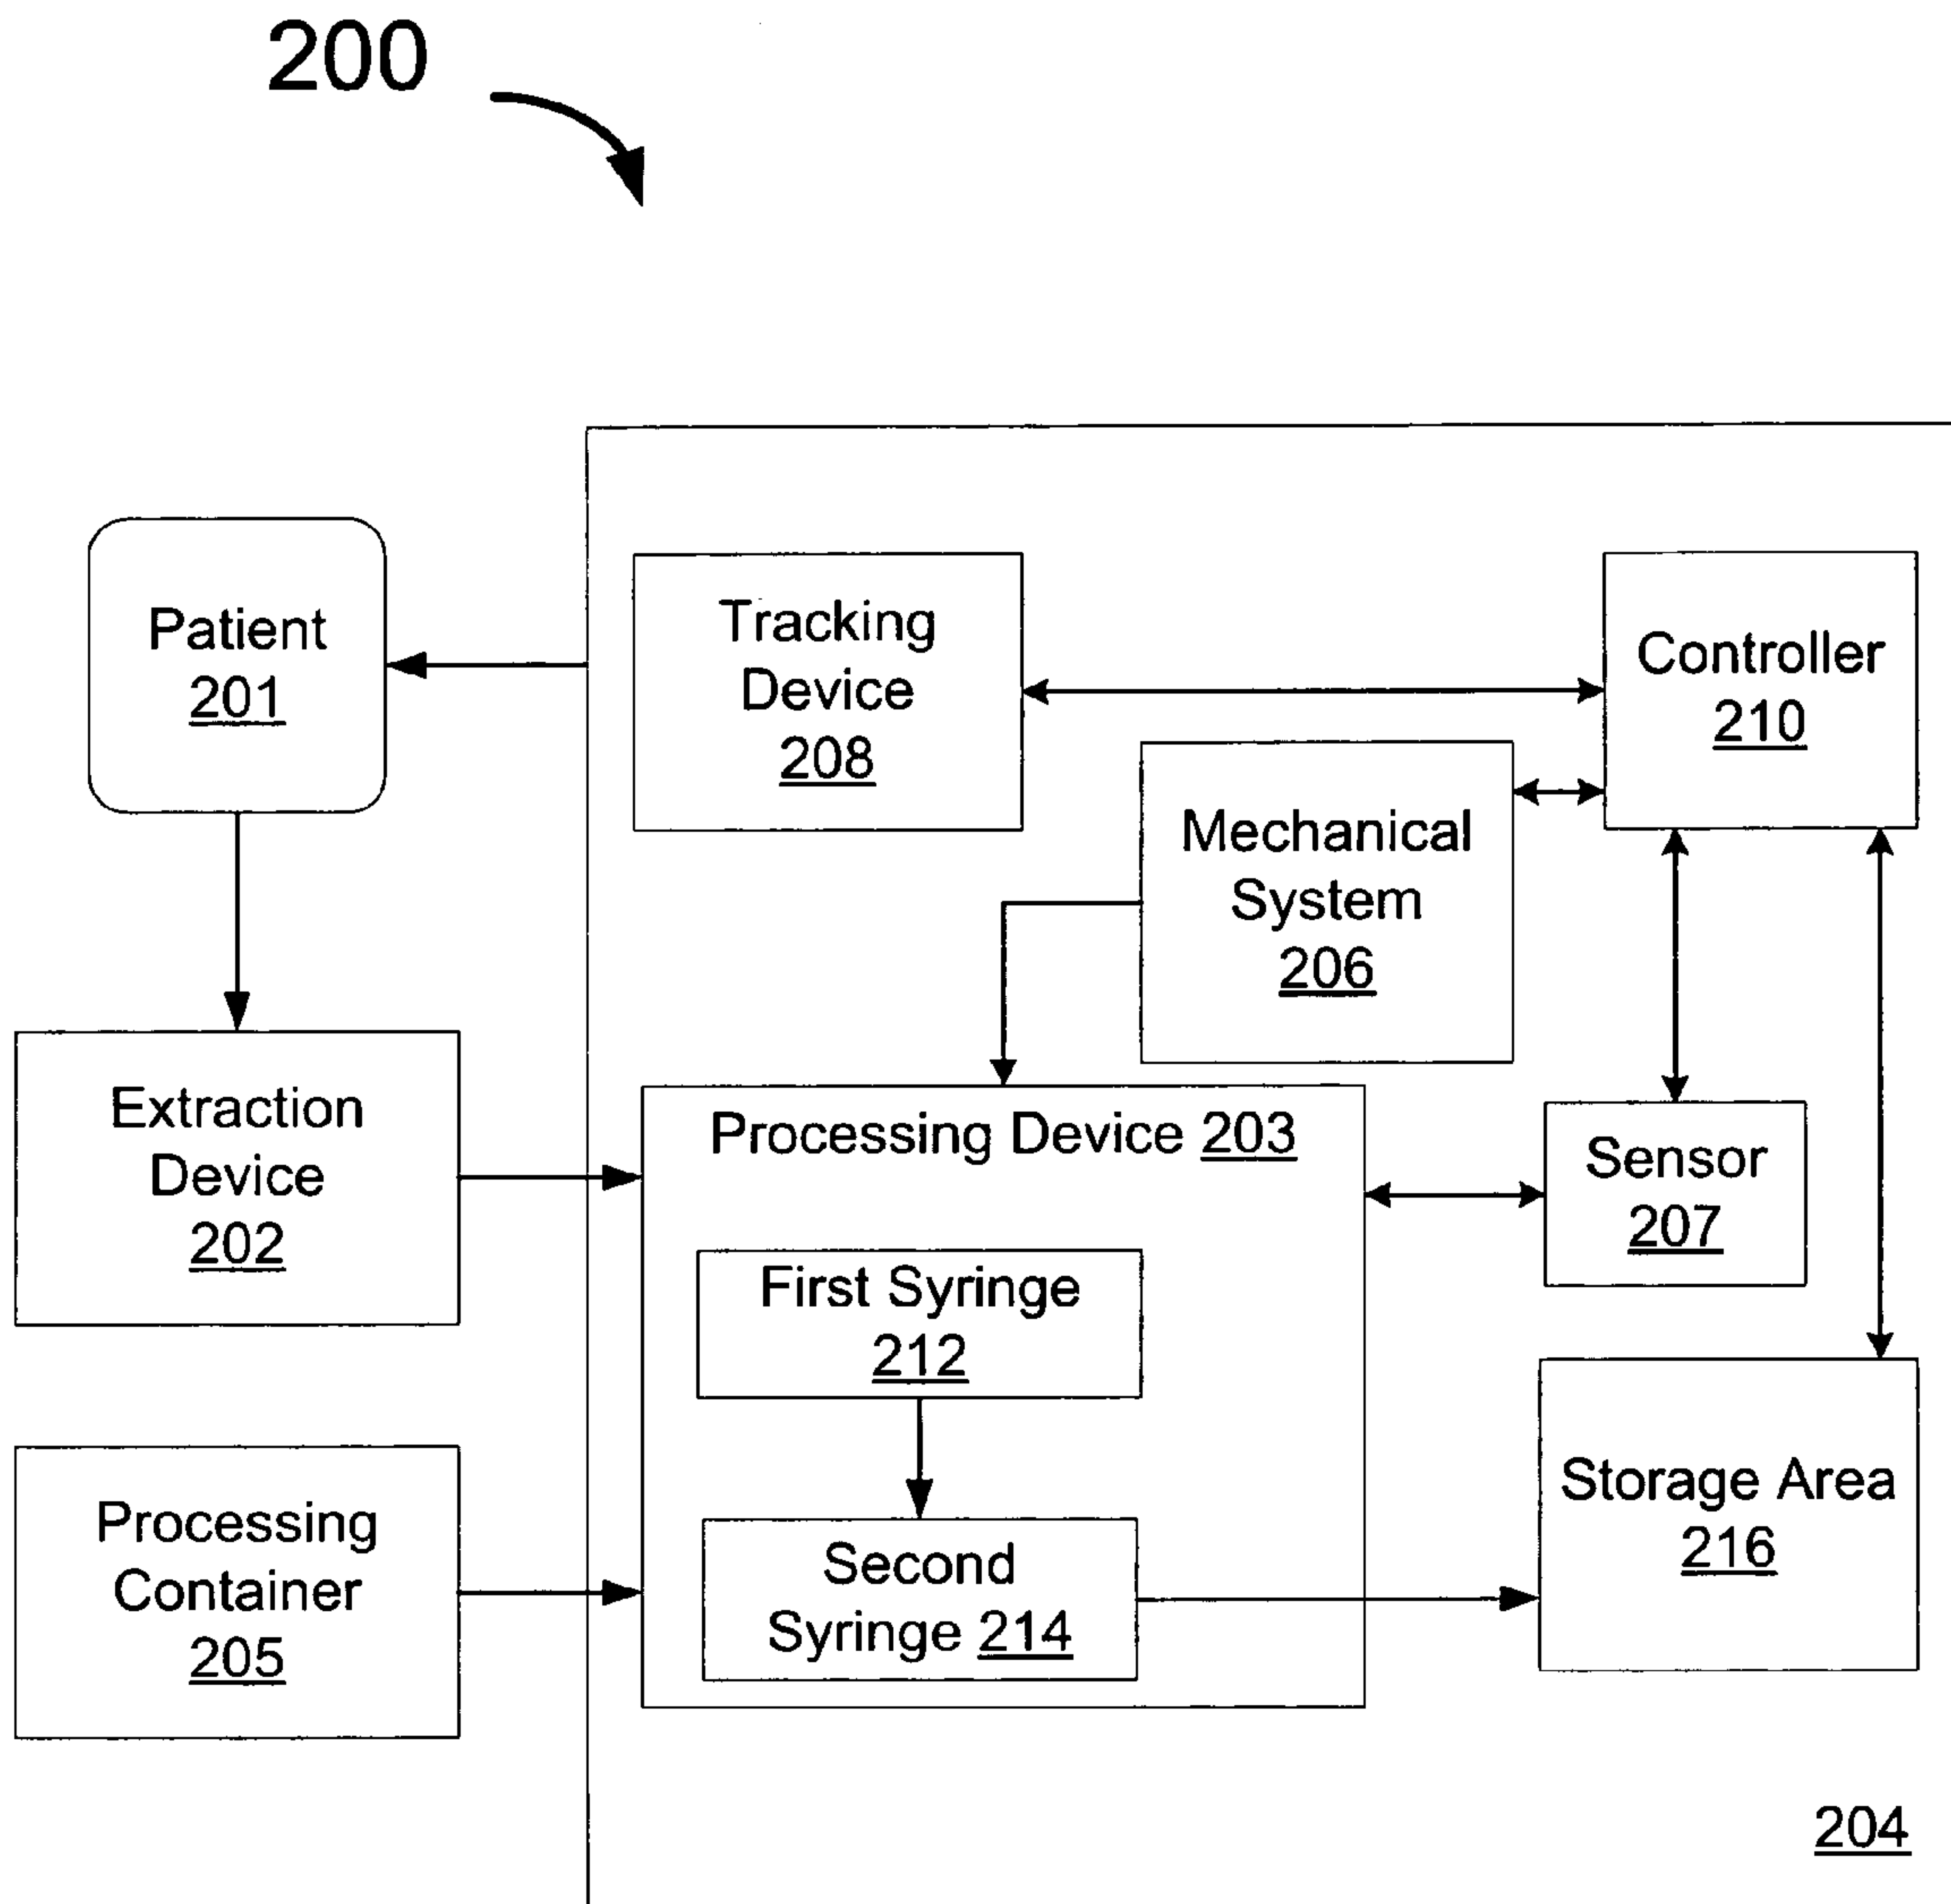 200
Patient
201
Tracking
Device
208
Controller
210
Mechanical
System
206
Extraction
Device
202
Processing Device 203
Sensor
207
First Syringe
212
Processing
Container
205
Second
Syringe 214
Storage Area
216
204